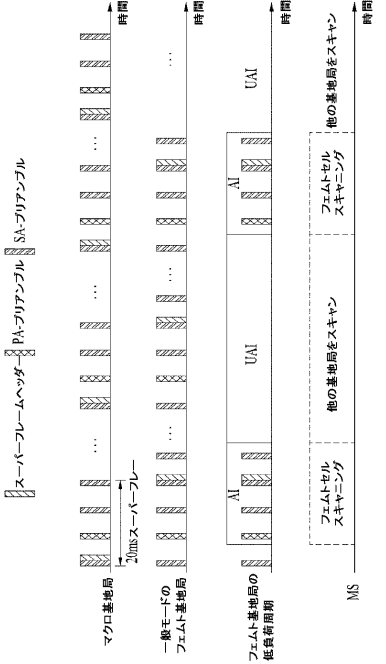 スーパーフレームヘッダー
PA-プリアンブル
SA-プリアンブル
マクロ基地局
20msスーパーフレー
...
...
時間
一般モードの
フェムト基地局
...
...
...
時間
フェムト基地局の
低負荷周期
AI
UAI
AI
UAI
時間
MS
フェムトセル
スキャニング
他の基地局をスキャン
フェムトセル
スキャニング
他の基地局をスキャン
時間